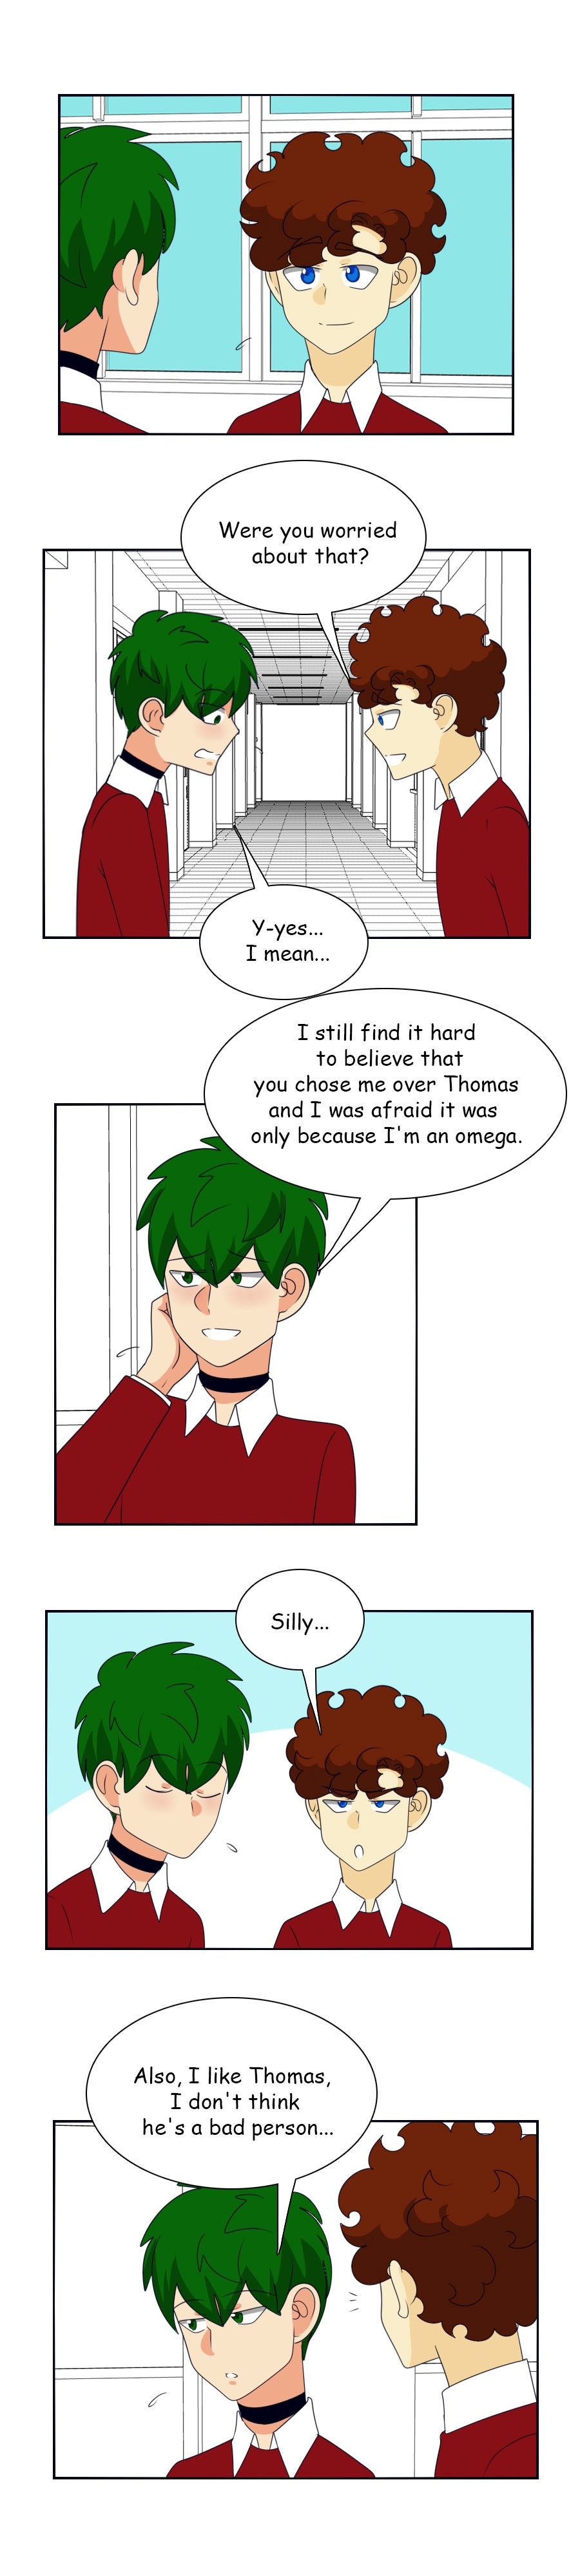 Were you worried
about that?
Y-yes...
I mean...
I still find it hard
to believe that
you chose me over Thomas
and I was afraid it was
only because I'm an omega.
Silly...
Also, I like Thomas,
I don't think
he's a bad person...